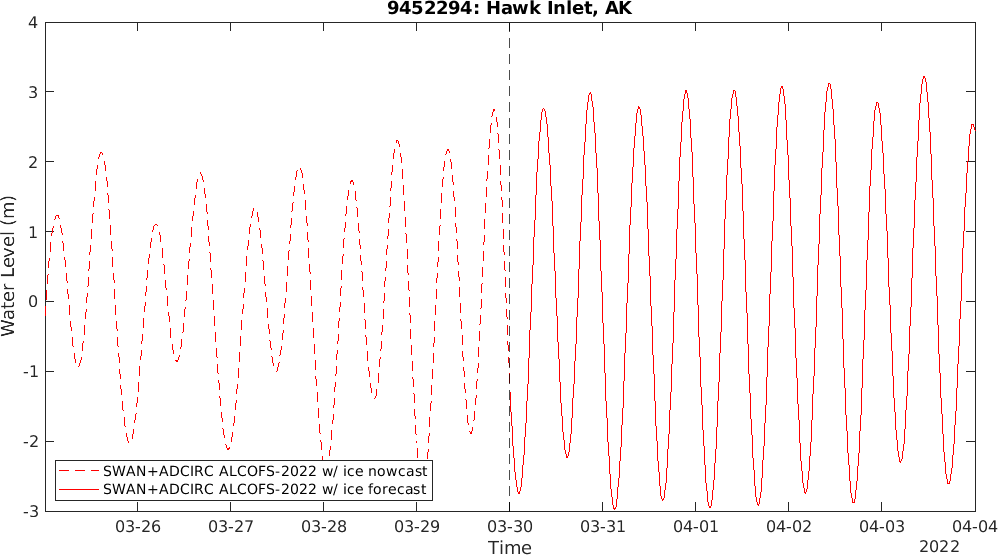 9452294: Hawk Inlet, AK
4
3
2
1
0
-1
-2
-3
Water Level (m)
SWAN+ADCIRC ALCOFS-2022 w/ ice nowcast
SWAN+ADCIRC ALCOFS-2022 w/ ice forecast
03-26 03-27 03-28 03-29 03-30 03-31 04-01 04-02 04-03 04-04
Time
2022